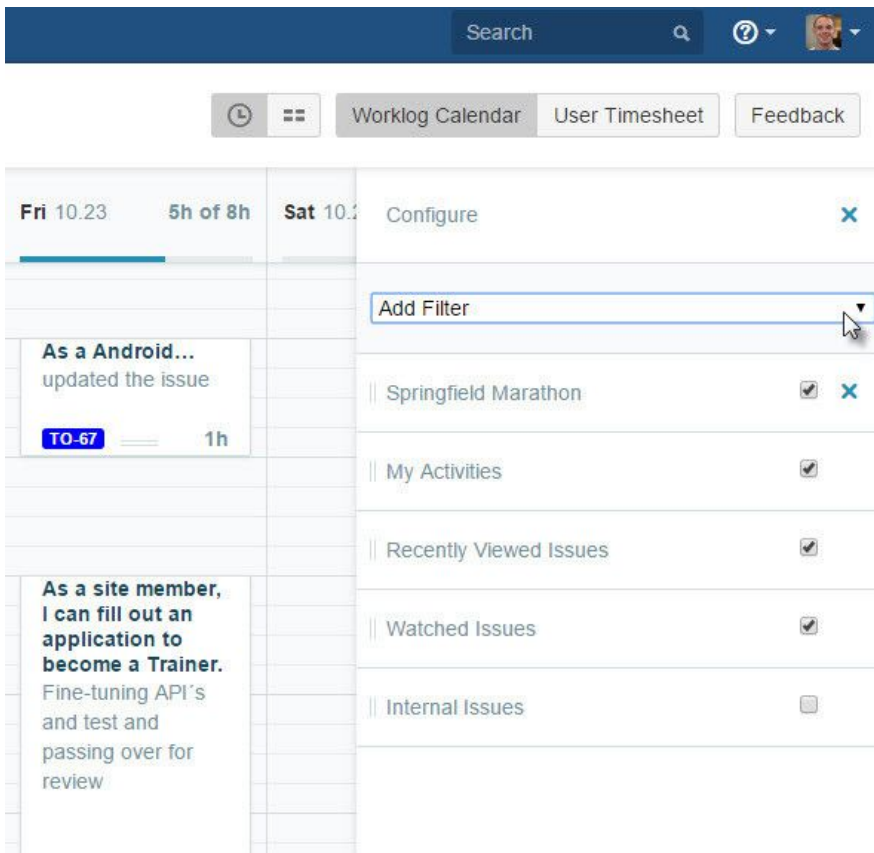 Search
Worklog Calendar User Timesheet Feedback
Fri 10.23 5h of 8h Sat 10.2
Configure
Add Filter
As a Android...
updated the issue
TO-67 1h
Springfield Marathon
My Activities
Recently Viewed Issues
Watched Issues
Internal Issues
As a site member,
I can fill out an
application to
become a Trainer.
Fine-tuning API´s
and test and
passing over for
review